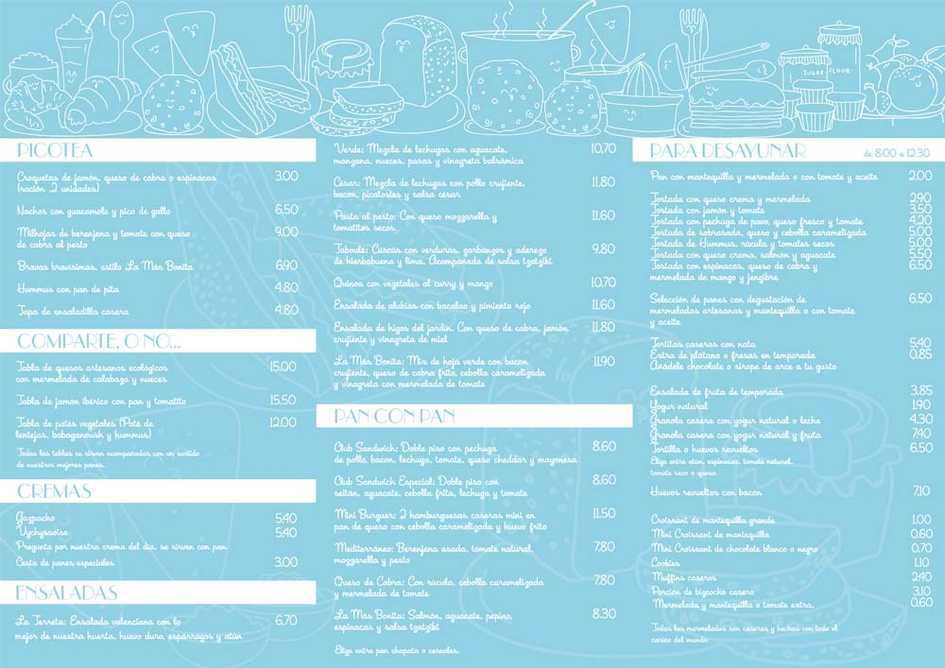 SUGAR
FLOUR
PICOTEA
Croquetas de jamón, queso de cabra o espinacas 3.00
(ración 2 unidades)
Nachos con guacamole y pico de gallo 6.50
Milhojas de berenjena y tomate con queso 9.00
de cabra al pesto
Bravas bravísimas, estilo La Més Bonita 6.90
Hummus con pan de pita 4.80
Tapa de ensaladilla casera 4.80
COMPARTE, O NO...
Tabla de quesos artesanos ecológicos 15.00
con mermelada de calabaza y nueces
Tabla de jamon ibérico con pan y tomatito 15.50
Tabla de patés vegetales (Paté de 12.00
lentejas, babaganoush y hummus)
Todas las tablas se sirven acompañadas con un surtido
de nuestros mejores panes.
CREMAS
Gazpacho 5.40
Vychysoisse 5.40
Pregunta por nuestra crema del dia, se sirven con pan.
Cesta de panes especiales 3.00
ENSALADAS
La Terreta: Ensalada valenciana con lo 6.70
mejor de nuestra huerta, huevo duro, espárragos y atún
Verde: Mezcla de lechugas con aguacate, 10.70
manzana, nueces, pasas y vinagreta balsámica
César: Mezcla de lechugas con pollo crujiente, 11.80
bacon, picatostes y salsa cesar
Pasta al pesto: Con queso mozzarella y 11.60
tomatitos secos.
Taboulé: Cúscus con verduras, garbanzos y aderezo 9.80
de hierbabuena y lima. Acompañada de salsa tzatziki
Quinoa con vegetales al curry y mango 10.70
Ensalada de alubias con bacalao y pimiento rojo 11.60
Ensalada de higos del jardín. Con queso de cabra, jamón 11.80
crujiente y vinagreta de miel
La Més Bonita: Mix de hoja verde con bacon 11.90
crujiente, queso de cabra frito, cebolla caramelizada
y vinagreta con mermelada de tomate
PAN CON PAN
Club Sandwich: Doble piso con pechuga 8.60
de pollo, bacon, lechuga, tomate, queso cheddar y mayonesa
Club Sandwich Especial: Doble piso con 8.60
seitan, aguacate, cebolla frita, lechuga y tomate
Mini Burguer: 2 hamburguesas caseras mini en 11.50
pan de queso con cebolla caramelizada y huevo frito
Mediterráneo: Berenjena asada, tomate natural, 7.80
mozzarella y pesto
Queso de Cabra: Con rúcula, cebolla caramelizada 7.80
y mermelada de tomate
La Més Bonita: Salmón, aguacate, pepino, 8.30
espinacas y salsa tzatziki
Elige entre pan chapata o cereales.
PARA DESAYUNAR de 8.00 a 12.30
Pan con mantequilla y mermelada o con tomate y aceite 2.00
Tostada con queso crema y mermelada 2.90
Tostada con jamón y tomate 3.50
Tostada con pechuga de pavo, queso fresco y tomate 4.20
Tostada de sobrasada, queso y cebolla caramelizada 5.00
Tostada de Hummus, rúcula y tomates secos 5.00
Tostada con queso crema, salmón y aguacate 5.50
Tostada con espinacas, queso de cabra y 6.50
mermelada de mango y jengibre
Selección de panes con degustación de 6.50
mermeladas artesanas y mantequilla o con tomate
y aceite
Tortitas caseras con nata 5.40
Extra de plátano o fresas en temporada 0.85
Añádele chocolate o sirope de arce a tu gusto
Ensalada de fruta de temporada 3.85
Yogur natural 1.90
Granola casera con yogur natural o leche 4.30
Granola casera con yogur natural y fruta 7.40
Tortilla o huevos revueltos 6.50
Elige entre atún, espinacas, tomate natural,
tomate seco o queso.
Huevos revueltos con bacon 7.10
Croissant de mantequilla grande 1.00
Mini Croissant de mantequilla 0.60
Mini Croissant de chocolate blanco o negro 0.70
Cookies 1.10
Muffins caseros 2.40
Porción de bizcocho casero 3.10
Mermelada y mantequilla o tomate extra. 0.60
Todas las mermeladas son caseras y hechas con todo el
cariño del mundo